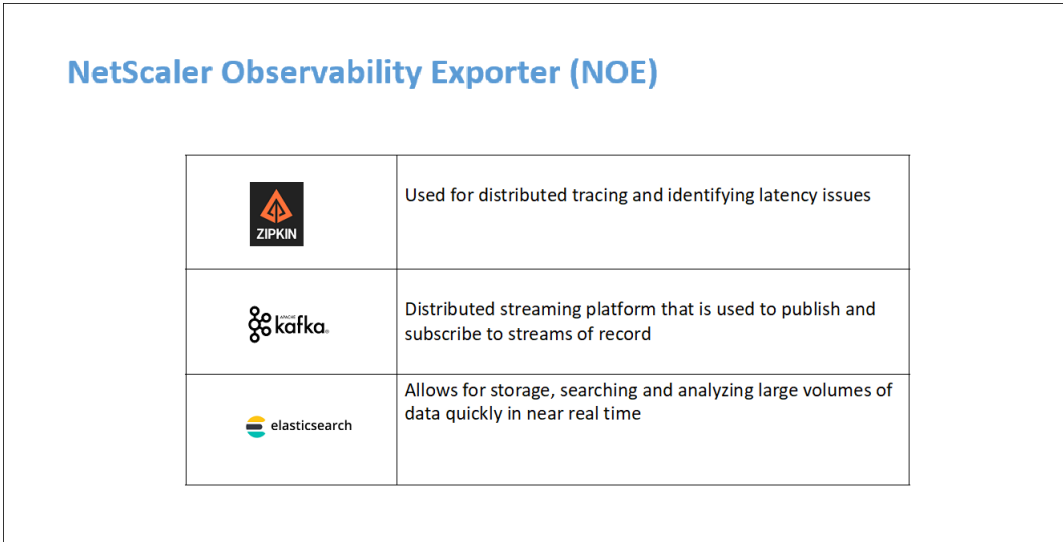 NetScaler Observability Exporter (NOE)
ZIPKIN
Used for distributed tracing and identifying latency issues
APACHE
kafka®
Distributed streaming platform that is used to publish and
subscribe to streams of record
elasticsearch
Allows for storage, searching and analyzing large volumes of
data quickly in near real time